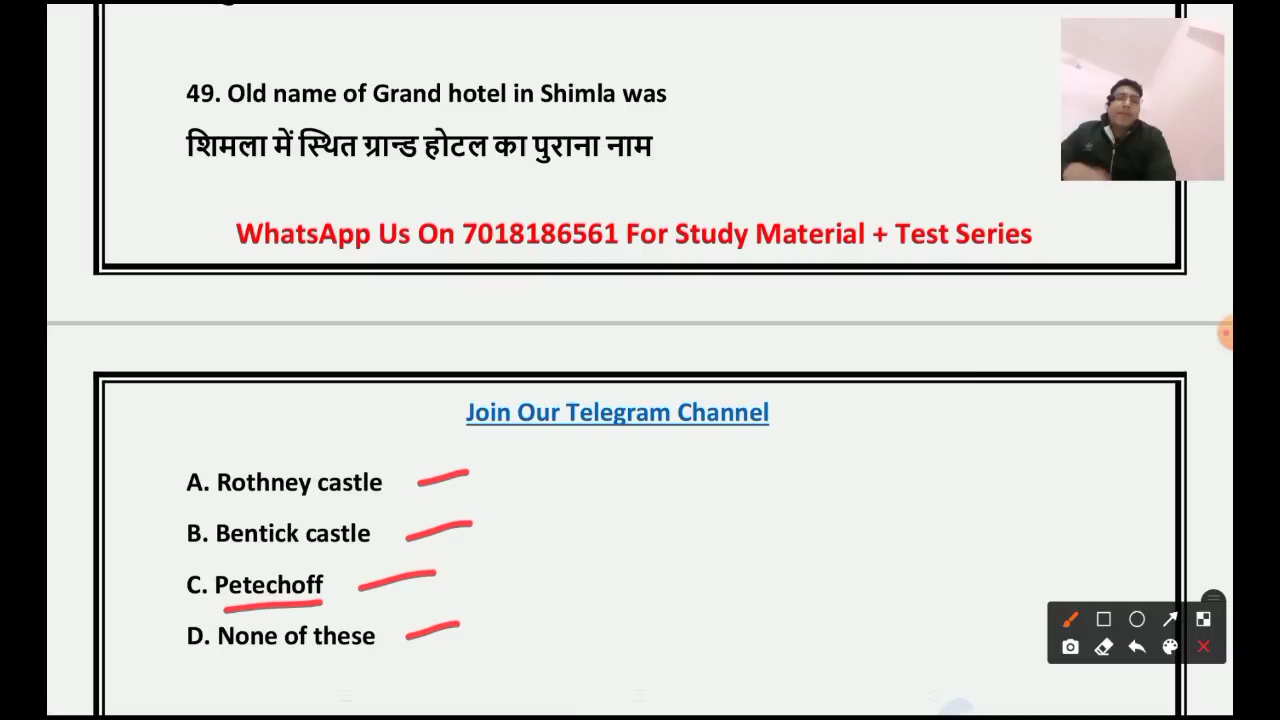 49. Old name of Grand hotel in Shimla was
शिमला में स्थित ग्रान्ड होटल का पुराना नाम
WhatsApp Us On 7018186561 For Study Material + Test Series
Join Our Telegram Channel
A. Rothney castle
B. Bentick castle
C. Petechoff
D. None of these